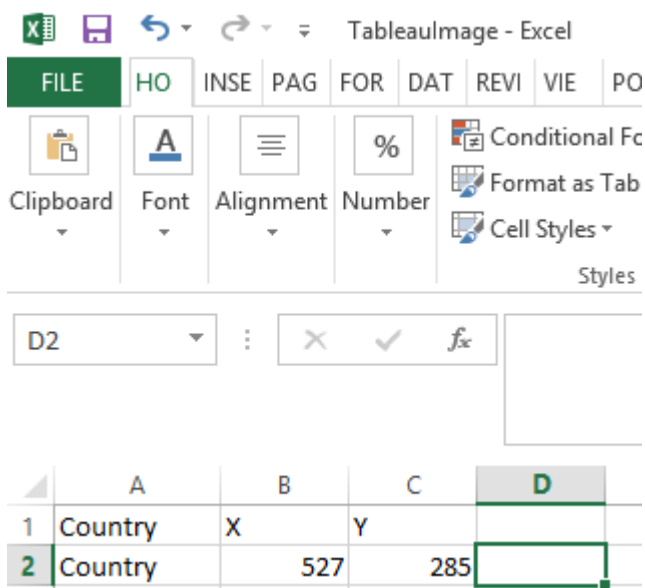 TableauImage - Excel
FILE HO INSE PAG FOR DAT REVI VIE PO
Clipboard Font Alignment Number
A %
Conditional Fo
Format as Tab
Cell Styles
Styles
D2 fx
A B C D
1 Country X Y
2 Country 527 285